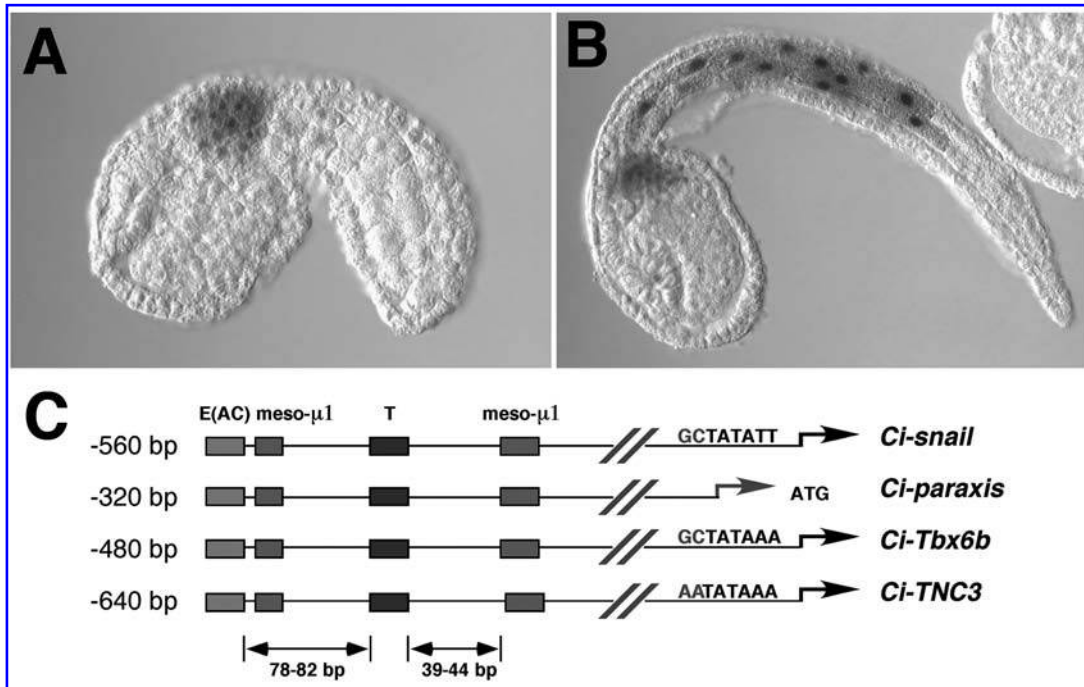 A B
C
E(AC) meso-μ1 T meso-μ1
-560 bp GCTATATT Ci-snail
-320 bp ATG Ci-paraxis
-480 bp GCTATAAA Ci-Tbx6b
-640 bp AATATAAA Ci-TNC3
78-82 bp 39-44 bp